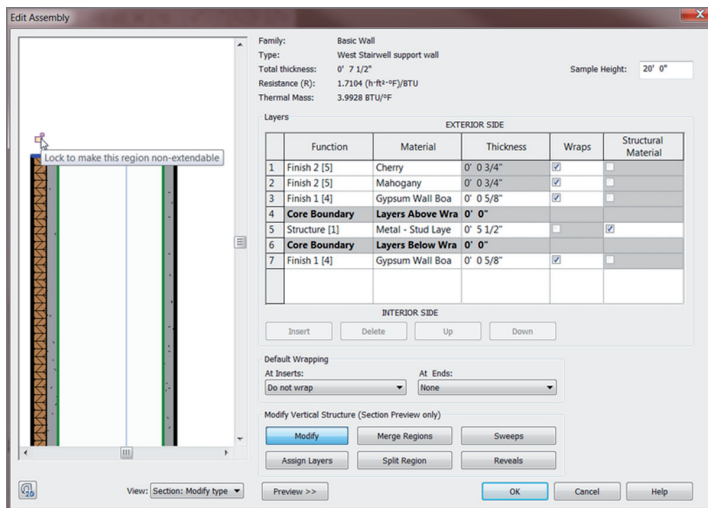 Edit Assembly
Family: Basic Wall
Type: West Stairwell support wall
Total thickness: 0' 7 1/2" Sample Height: 20' 0"
Resistance (R): 1.7104 (h·ft²·°F)/BTU
Thermal Mass: 3.9928 BTU/°F
Layers
EXTERIOR SIDE
Function Material Thickness Wraps Structural Material
1 Finish 2 [5] Cherry 0' 0 3/4"
2 Finish 2 [5] Mahogany 0' 0 3/4"
3 Finish 1 [4] Gypsum Wall Boa 0' 0 5/8"
4 Core Boundary Layers Above Wra 0' 0"
5 Structure [1] Metal - Stud Laye 0' 5 1/2"
6 Core Boundary Layers Below Wra 0' 0"
7 Finish 1 [4] Gypsum Wall Boa 0' 0 5/8"
INTERIOR SIDE
Insert Delete Up Down
Lock to make this region non-extendable
Default Wrapping
At Inserts: At Ends:
Do not wrap None
Modify Vertical Structure (Section Preview only)
Modify Merge Regions Sweeps
Assign Layers Split Region Reveals
View: Section: Modify type Preview >> OK Cancel Help